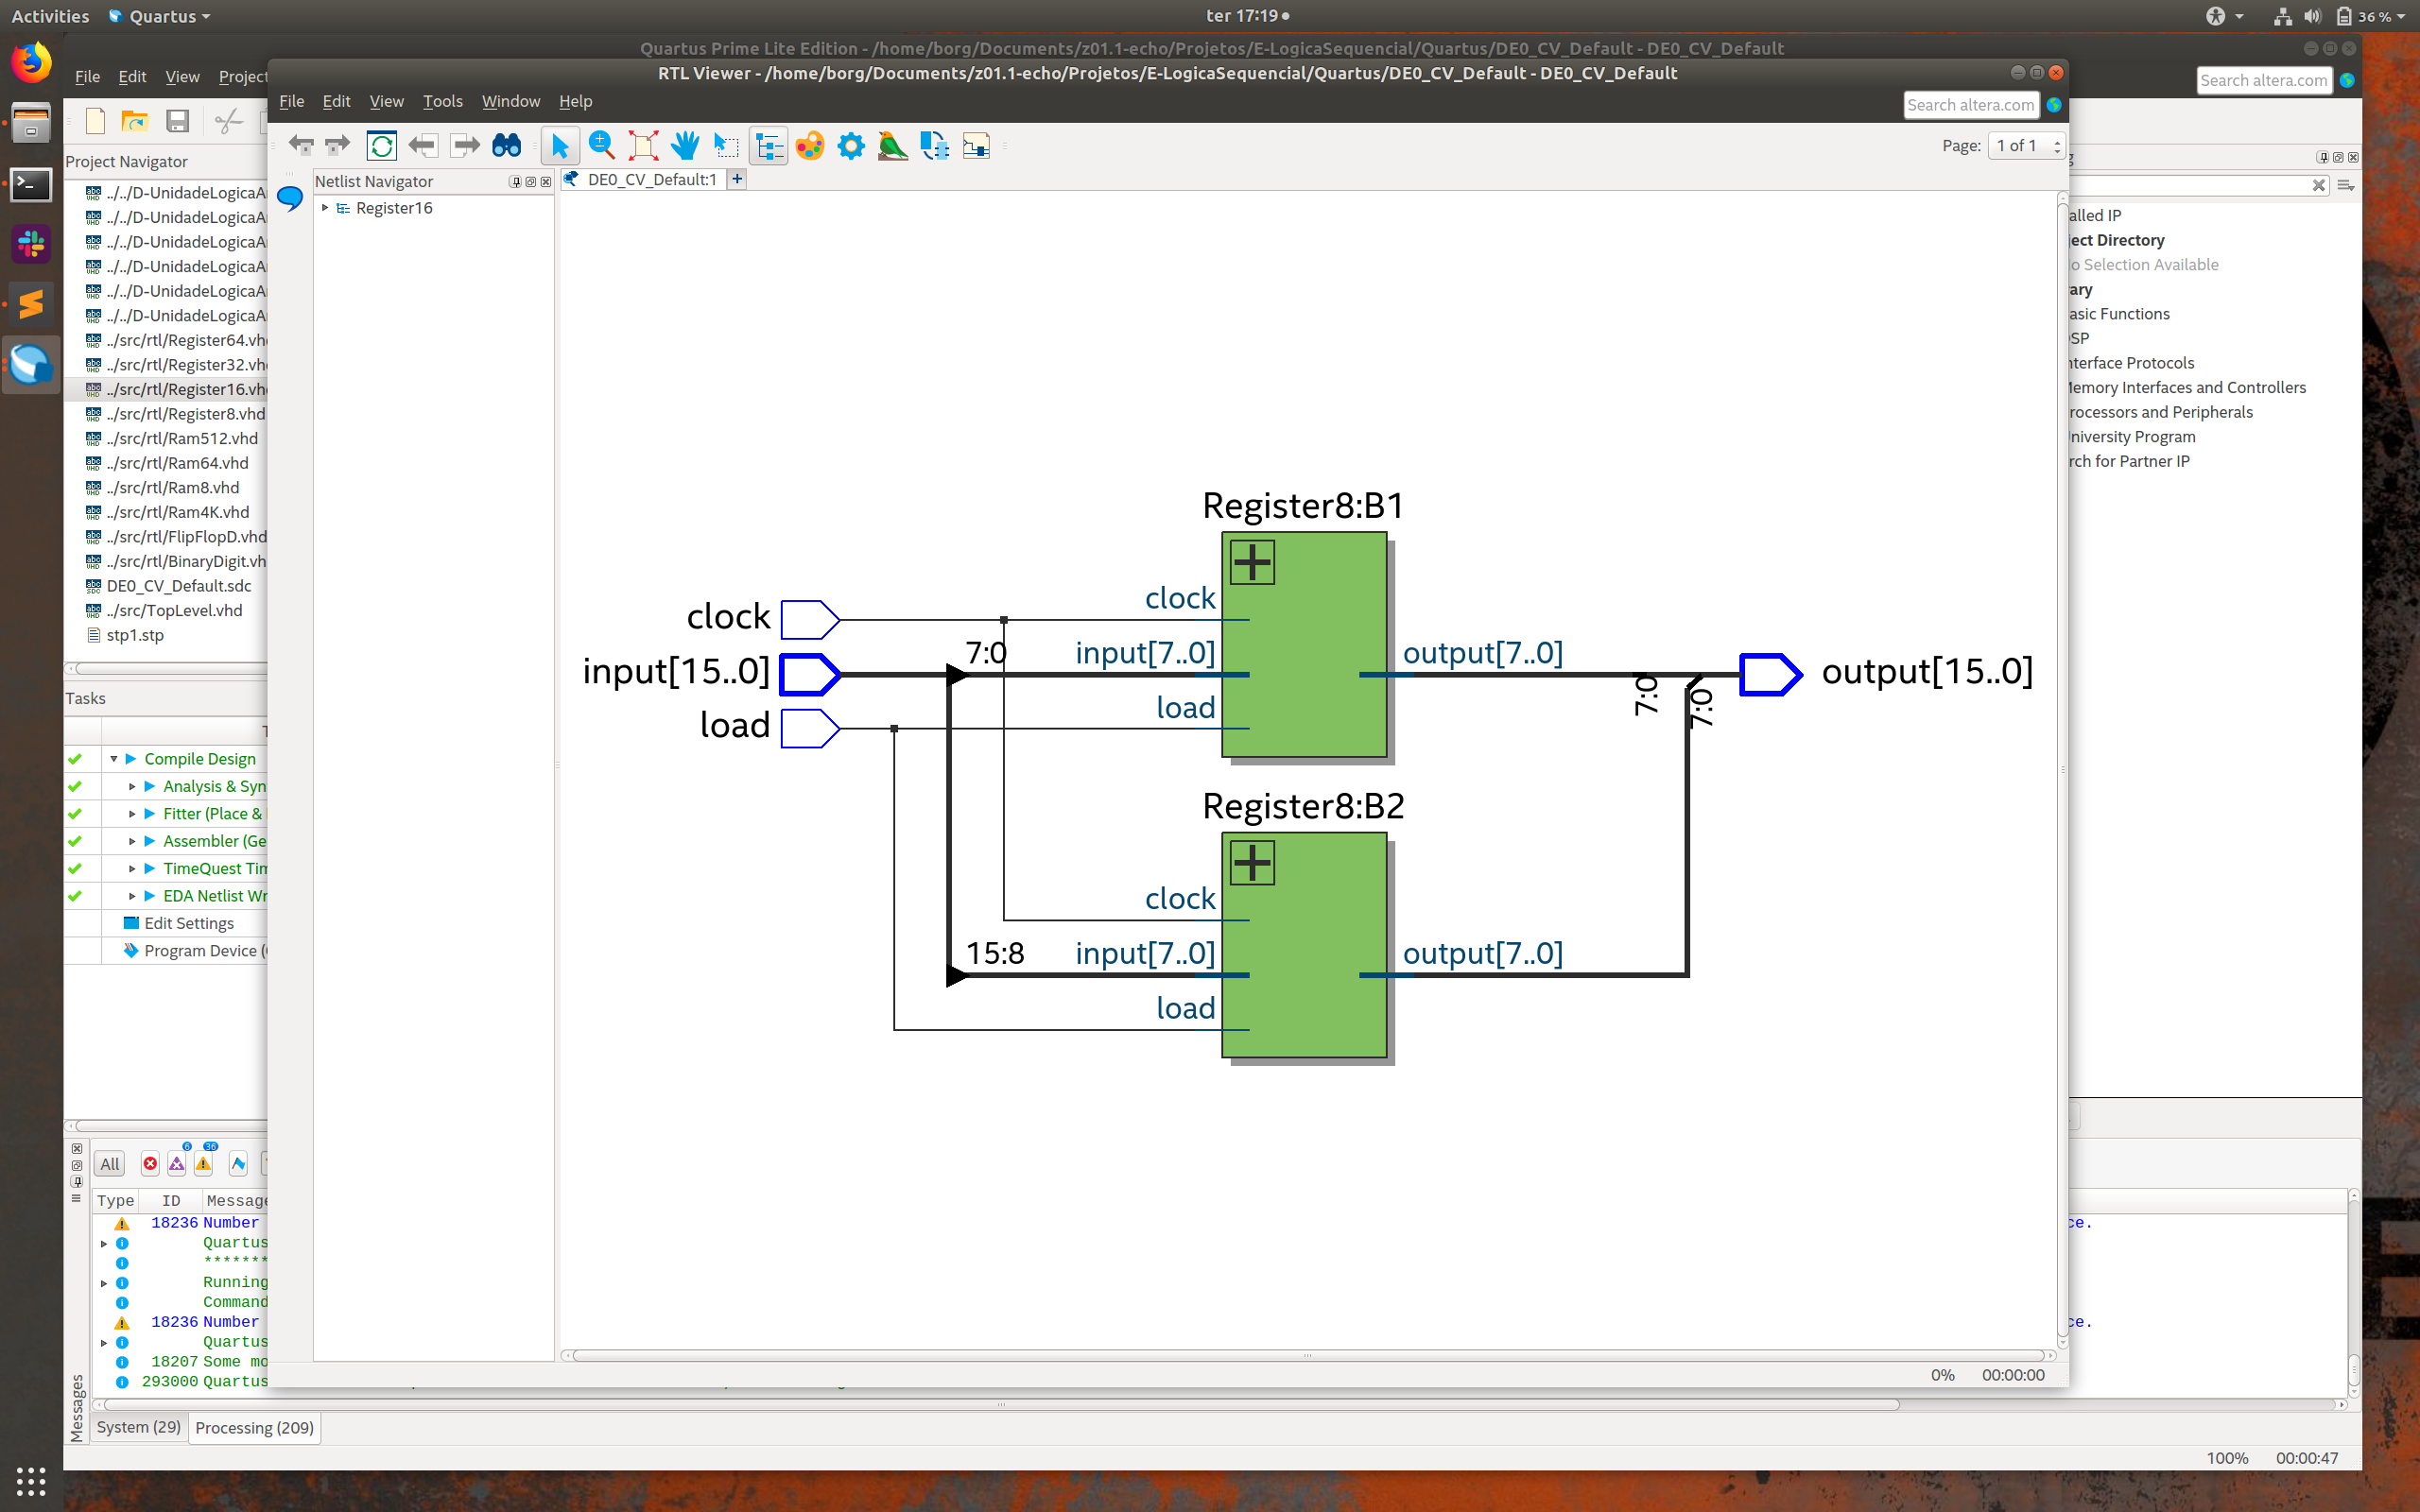 Activities
Quartus
ter 17:19
36 %
Quartus Prime Lite Edition - /home/borg/Documents/z01.1-echo/Projetos/E-LogicaSequencial/Quartus/DE0_CV_Default - DE0_CV_Default
File Edit View Project
Search altera.com
RTL Viewer - /home/borg/Documents/z01.1-echo/Projetos/E-LogicaSequencial/Quartus/DE0_CV_Default - DE0_CV_Default
File Edit View Tools Window Help
Search altera.com
Page: 1 of 1
Project Navigator
../../D-UnidadeLogicaA
../../D-UnidadeLogicaA
../../D-UnidadeLogicaA
../../D-UnidadeLogicaA
../../D-UnidadeLogicaA
../../D-UnidadeLogicaA
../src/rtl/Register64.vh
../src/rtl/Register32.vh
../src/rtl/Register16.vh
../src/rtl/Register8.vhd
../src/rtl/Ram512.vhd
../src/rtl/Ram64.vhd
../src/rtl/Ram8.vhd
../src/rtl/Ram4K.vhd
../src/rtl/FlipFlopD.vhd
../src/rtl/BinaryDigit.vh
DE0_CV_Default.sdc
../src/TopLevel.vhd
stp1.stp
Tasks
Compile Design
Analysis & Syn
Fitter (Place &
Assembler (Ge
TimeQuest Tim
EDA Netlist Wr
Edit Settings
Program Device (
Netlist Navigator
Register16
DE0_CV_Default:1
Register8:B1
clock
clock
7:0
input[7..0]
output[7..0]
input[15..0]
output[15..0]
7:0
7:0
load
load
Register8:B2
clock
15:8
input[7..0]
output[7..0]
load
0% 00:00:00
alled IP
ject Directory
o Selection Available
rary
asic Functions
SP
nterface Protocols
Memory Interfaces and Controllers
rocessors and Peripherals
University Program
rch for Partner IP
All
6
36
Type ID Message
18236 Number
ce.
Quartus
*******
Running
Command
18236 Number
ce.
Quartus
18207 Some mo
293000 Quartus
Messages
System (29) Processing (209)
100% 00:00:47